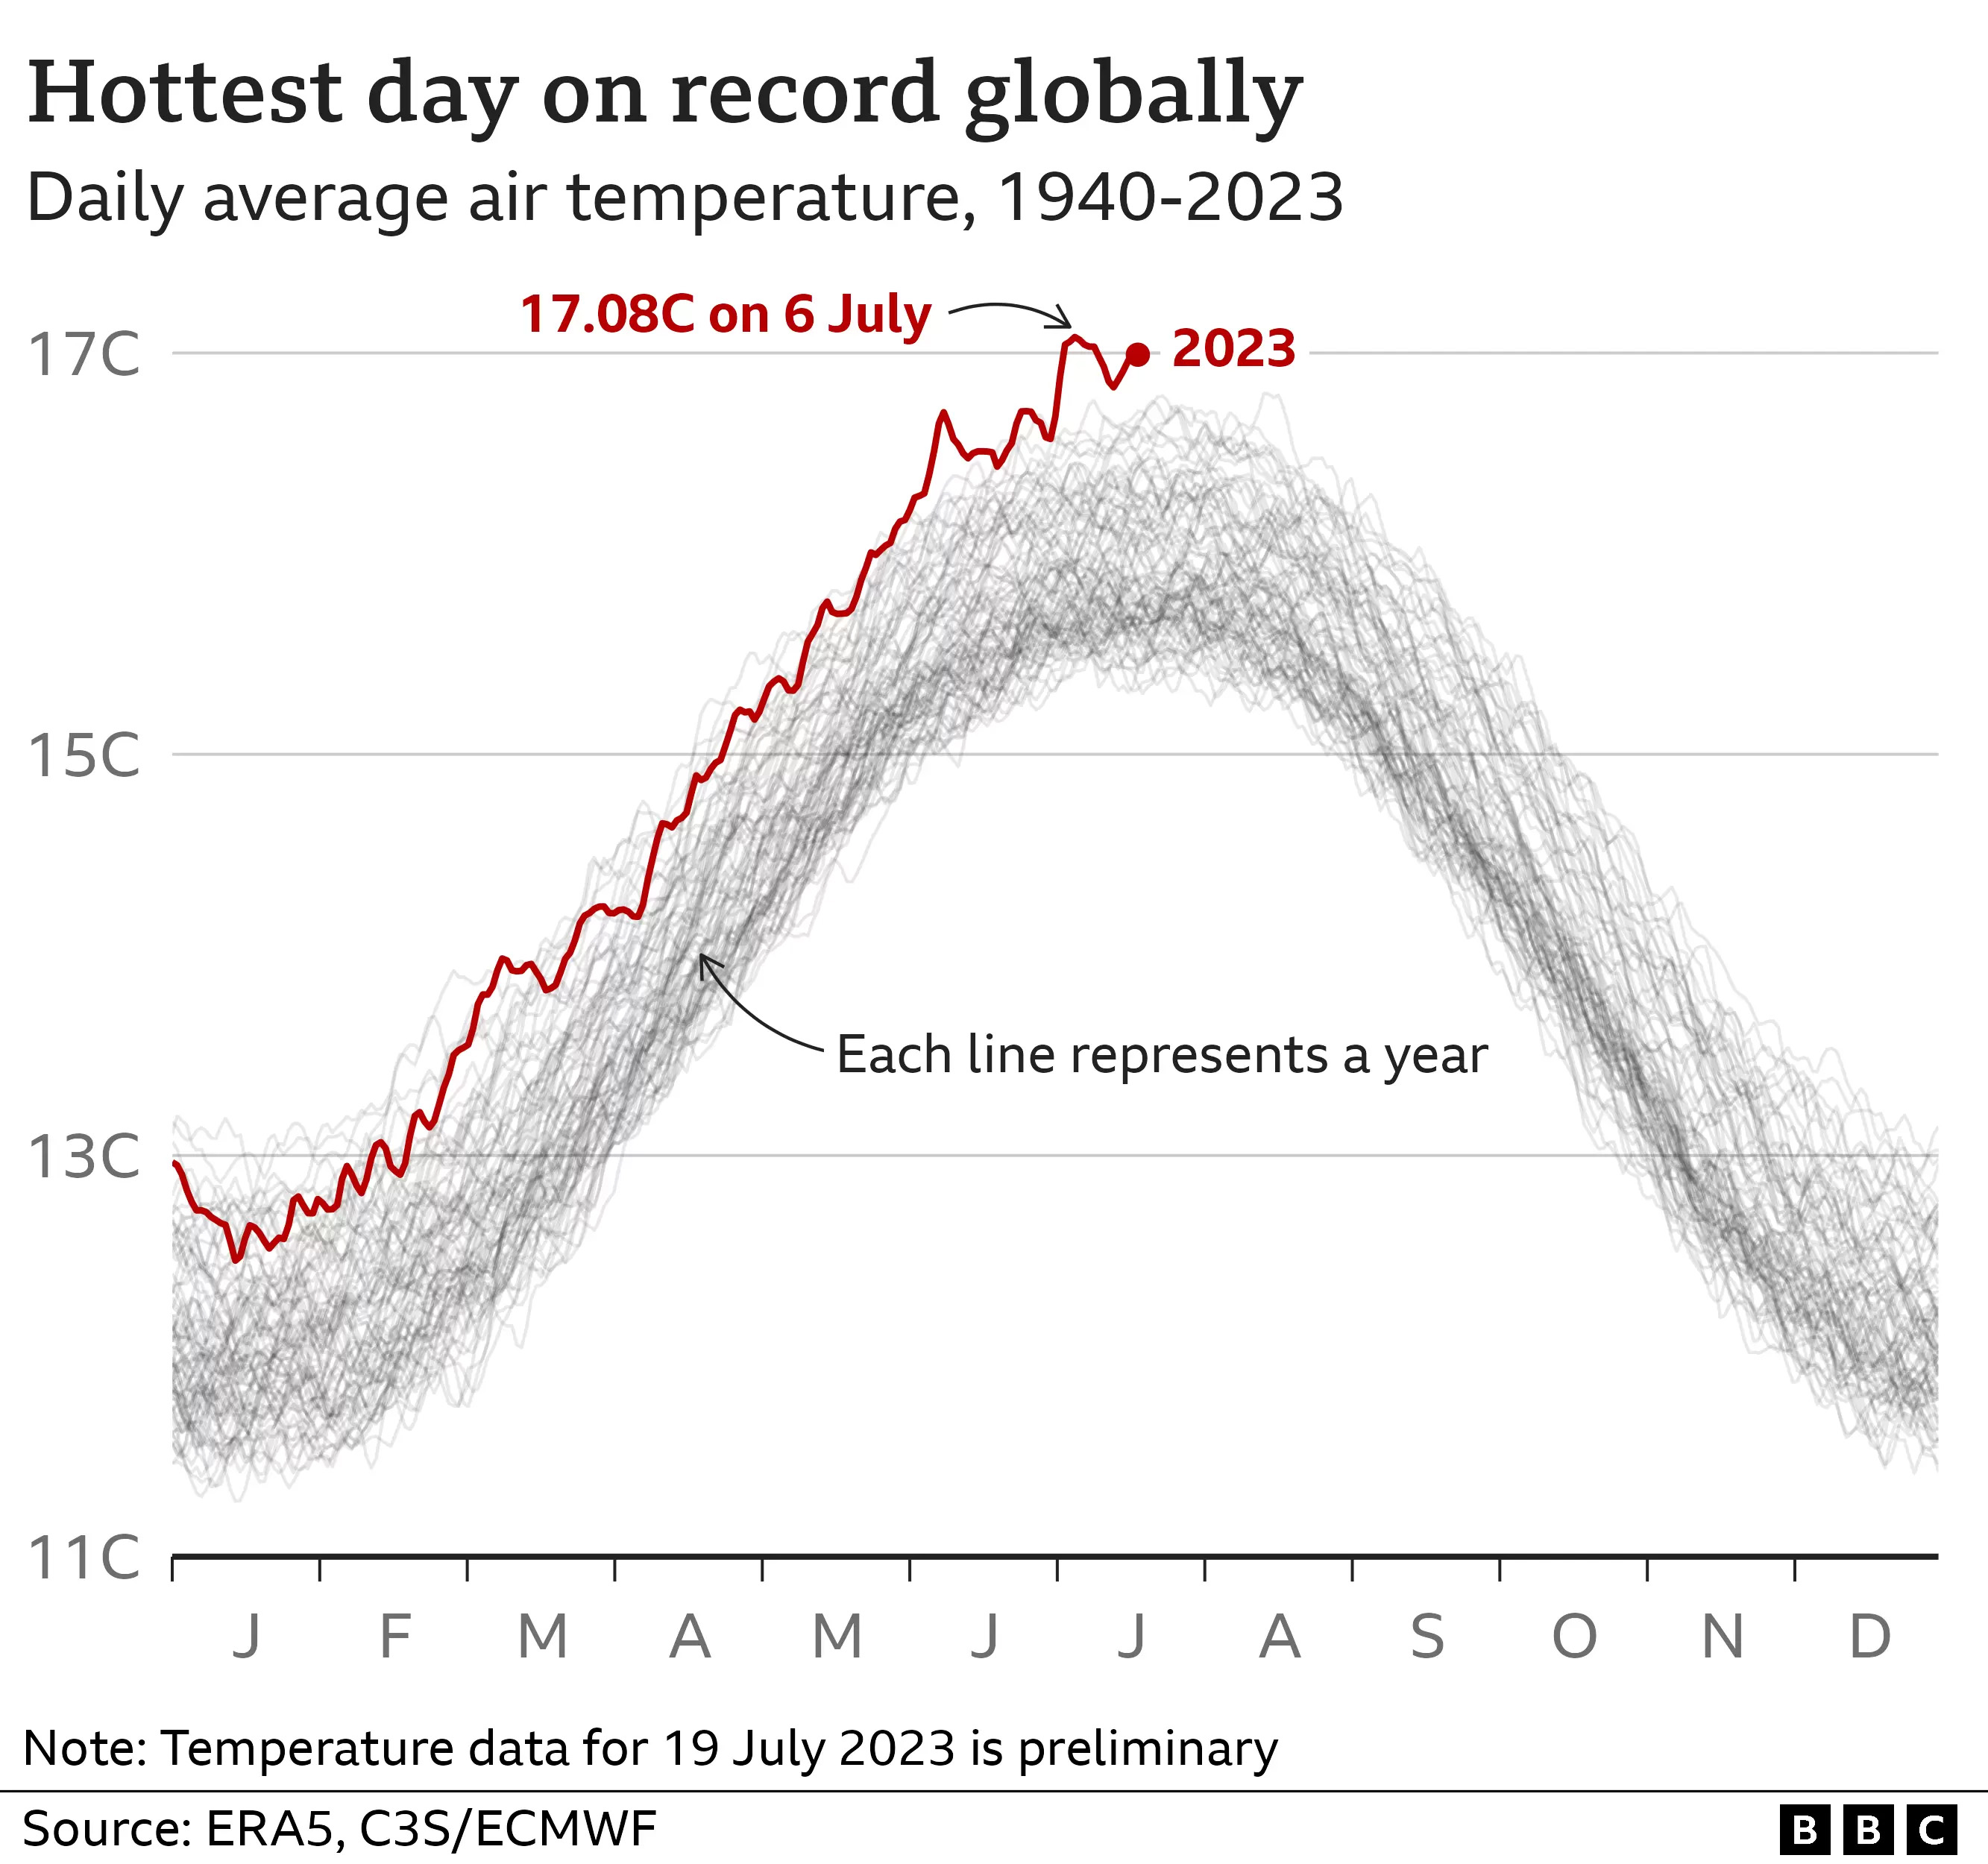 Hottest day on record globally
Daily average air temperature, 1940-2023
17.08C on 6 July
2023
17C
15C
Each line represents a year
13C
11C
J F M A M J J A S O N D
Note: Temperature data for 19 July 2023 is preliminary
Source: ERA5, C3S/ECMWF
BBC